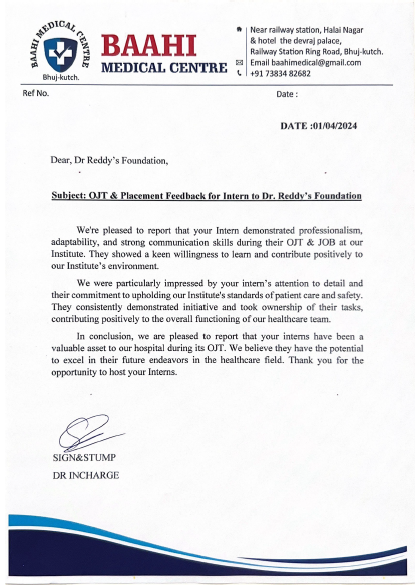 BAAHI MEDICAL CENTRE
Bhuj-kutch.
BAAHI
MEDICAL CENTRE
Near railway station, Halai Nagar
& hotel the devraj palace,
Railway Station Ring Road, Bhuj-kutch.
Email baahimedical@gmail.com
+91 73834 82682
Ref No.
Date :
DATE :01/04/2024
Dear, Dr Reddy's Foundation,
Subject: OJT & Placement Feedback for Intern to Dr. Reddy's Foundation
We're pleased to report that your Intern demonstrated professionalism,
adaptability, and strong communication skills during their OJT & JOB at our
Institute. They showed a keen willingness to learn and contribute positively to
our Institute's environment.
We were particularly impressed by your intern's attention to detail and
their commitment to upholding our Institute's standards of patient care and safety.
They consistently demonstrated initiative and took ownership of their tasks,
contributing positively to the overall functioning of our healthcare team.
In conclusion, we are pleased to report that your interns have been a
valuable asset to our hospital during its OJT. We believe they have the potential
to excel in their future endeavors in the healthcare field. Thank you for the
opportunity to host your Interns.
SIGN&STUMP
DR INCHARGE